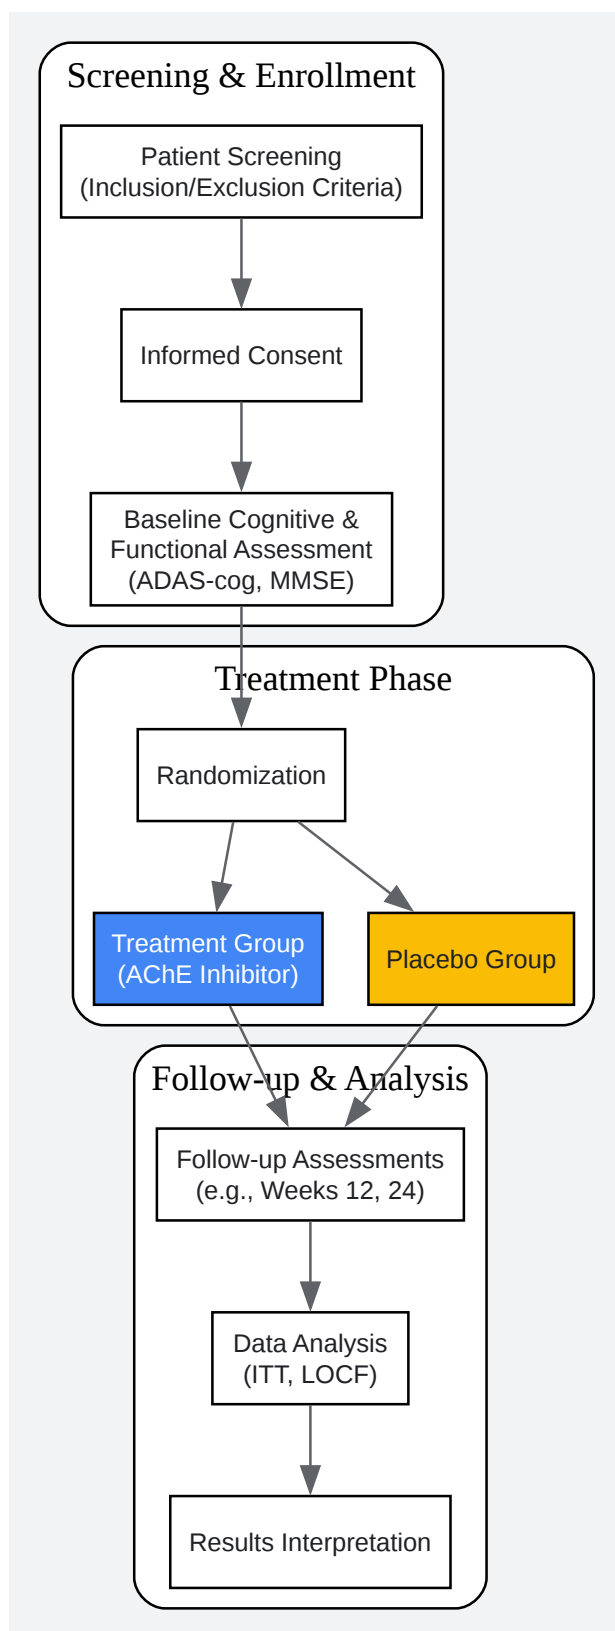 Screening & Enrollment
Patient Screening
(Inclusion/Exclusion Criteria)
Informed Consent
Baseline Cognitive &
Functional Assessment
(ADAS-cog, MMSE)
Treatment Phase
Randomization
Treatment Group
(AChE Inhibitor)
Placebo Group
Follow-up & Analysis
Follow-up Assessments
(e.g., Weeks 12, 24)
Data Analysis
(ITT, LOCF)
Results Interpretation